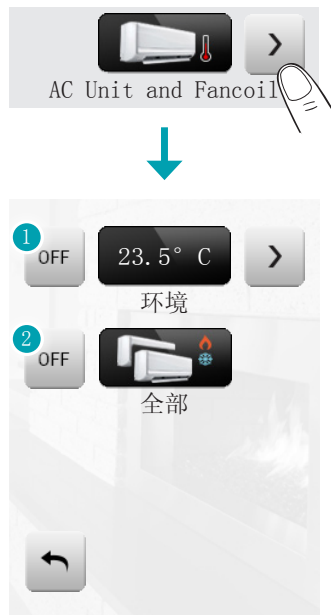 AC Unit and Fancoil
1
OFF
23.5° C
环境
2
OFF
全部